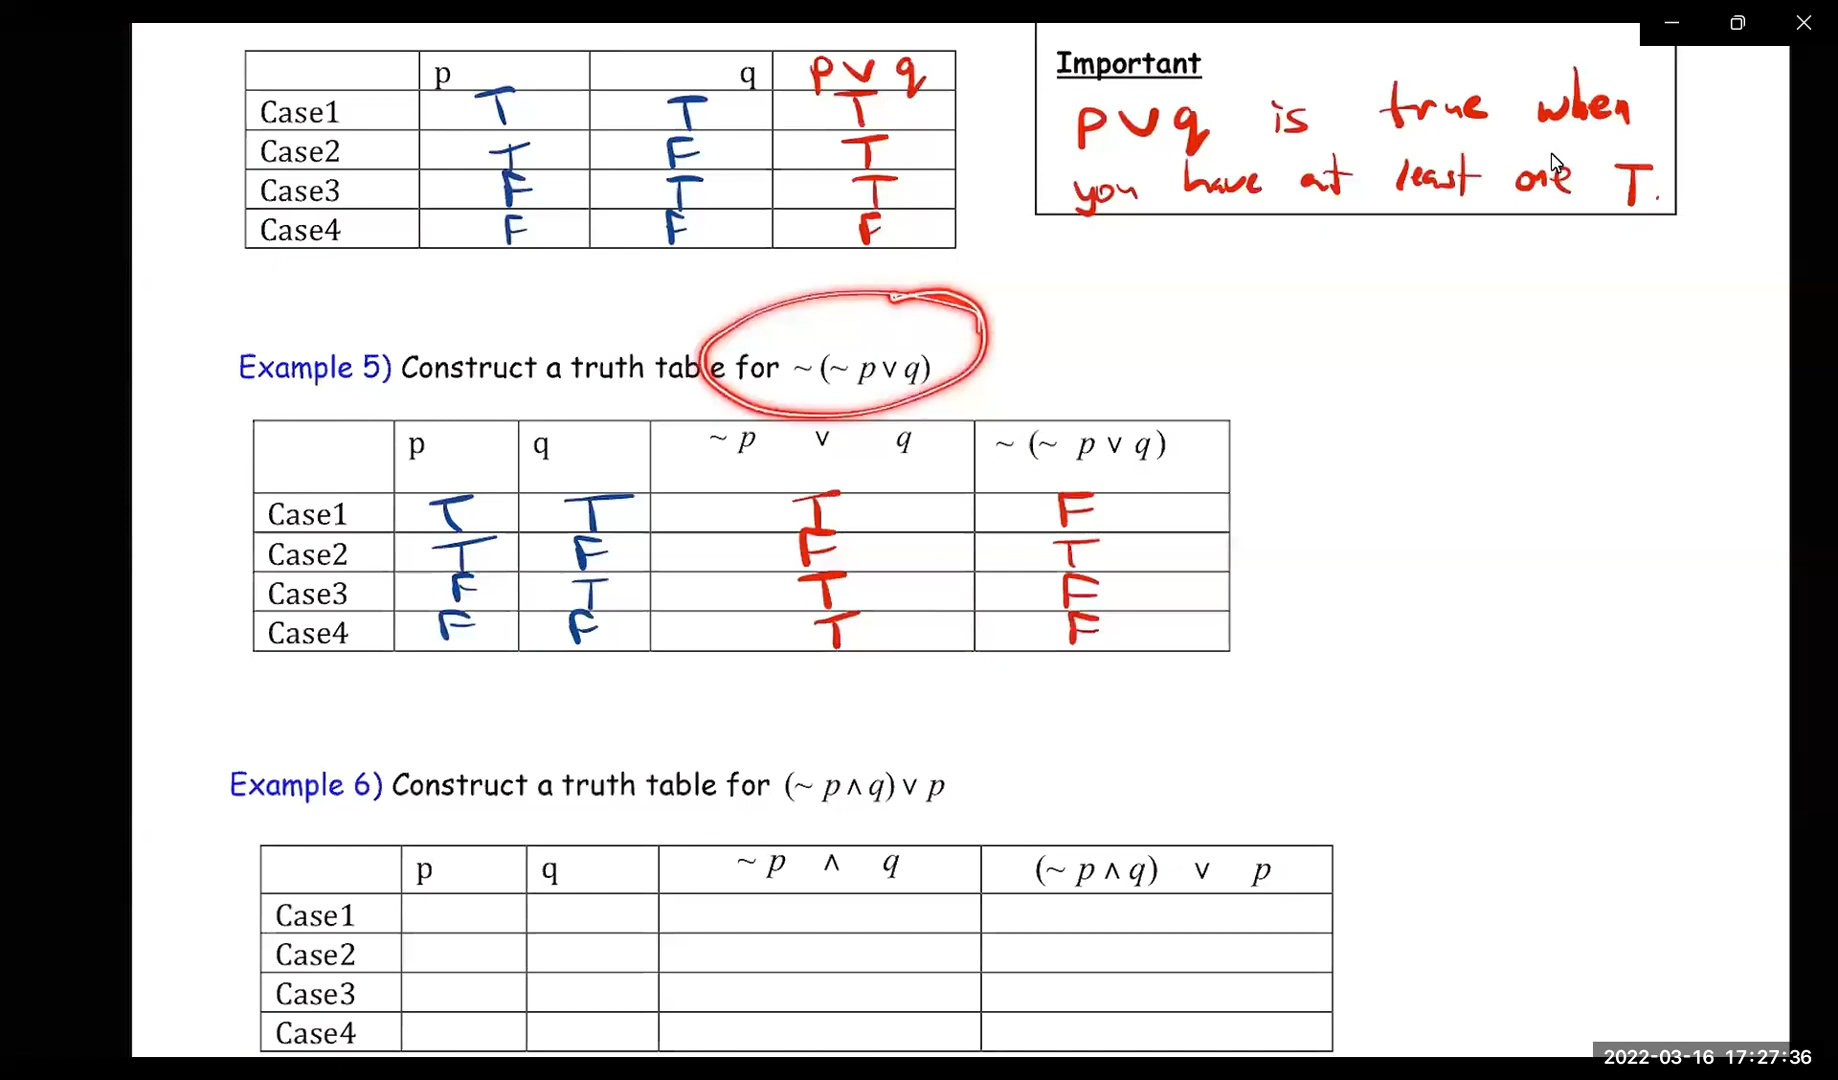 p q p ∨ q
Case1 T T T
Case2 T F T
Case3 F T T
Case4 F F F
Important
p ∨ q is true when
you have at least one T.
Example 5) Construct a truth table for ~ (~ p ∨ q)
p q ~ p ∨ q ~ (~ p ∨ q)
Case1 T T T F
Case2 T F F T
Case3 F T T F
Case4 F F T F
Example 6) Construct a truth table for (~ p ∧ q) ∨ p
p q ~ p ∧ q (~ p ∧ q) ∨ p
Case1
Case2
Case3
Case4
2022-03-16 17:27:36